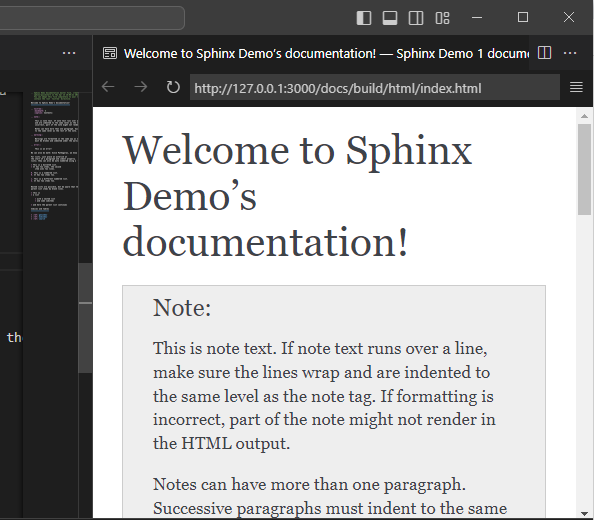 Welcome to Sphinx Demo's documentation! — Sphinx Demo 1 docume
http://127.0.0.1:3000/docs/build/html/index.html
Welcome to Sphinx
Demo’s
documentation!
Note:
This is note text. If note text runs over a line,
make sure the lines wrap and are indented to
the same level as the note tag. If formatting is
incorrect, part of the note might not render in
the HTML output.
Notes can have more than one paragraph.
Successive paragraphs must indent to the same
the